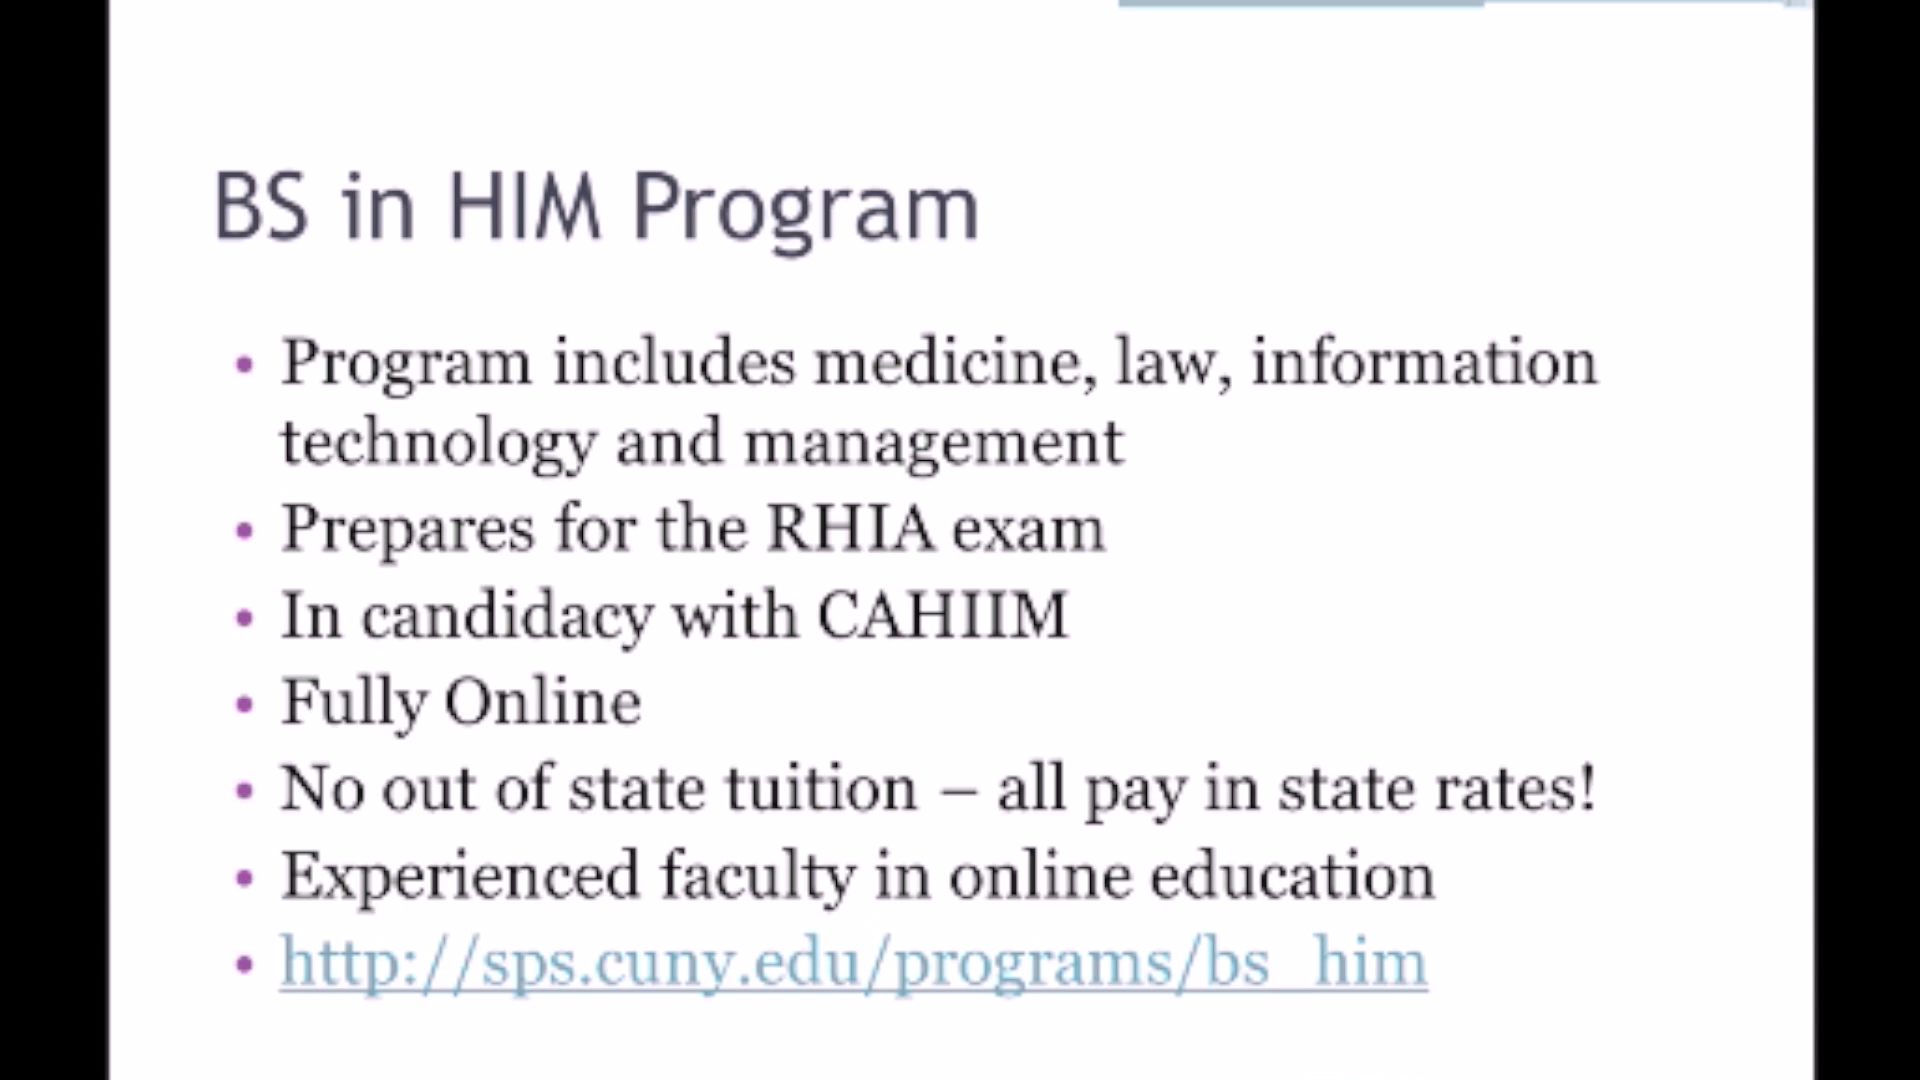 BS in HIM Program
• Program includes medicine, law, information
technology and management
• Prepares for the RHIA exam
• In candidacy with CAHIIM
• Fully Online
• No out of state tuition – all pay in state rates!
• Experienced faculty in online education
• http://sps.cuny.edu/programs/bs_him